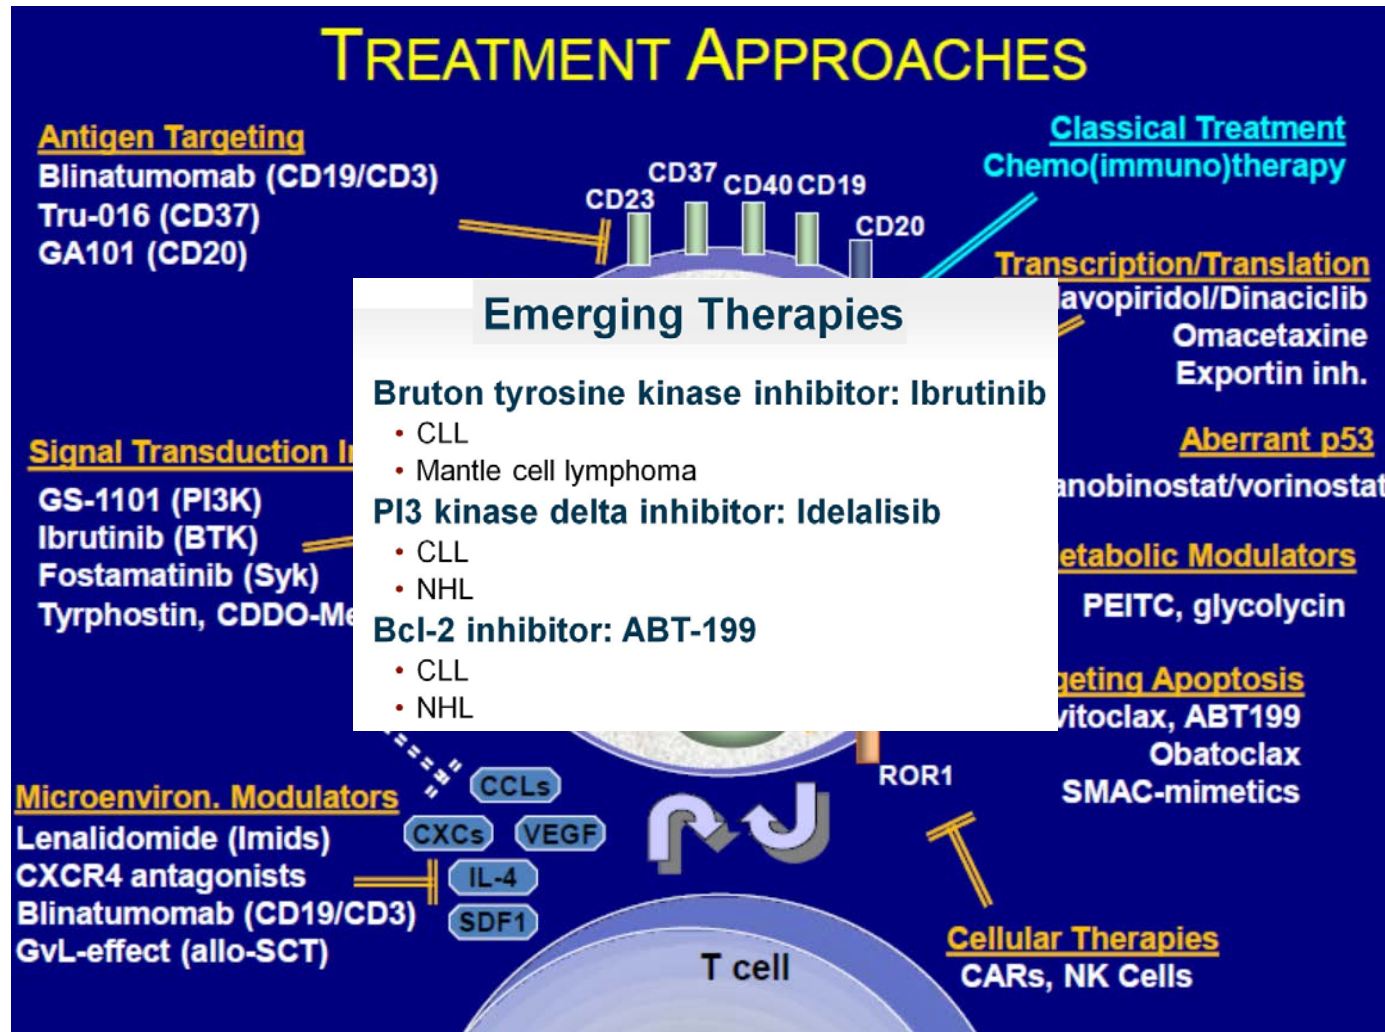 TREATMENT APPROACHES
Antigen Targeting
Blinatumomab (CD19/CD3)
Tru-016 (CD37)
GA101 (CD20)
CD23
CD37
CD40
CD19
CD20
Classical Treatment
Chemo(immuno)therapy
Transcription/Translation
lavopiridol/Dinaciclib
Omacetaxine
Exportin inh.
Aberrant p53
anobinostat/vorinostat
etabolic Modulators
PEITC, glycolycin
geting Apoptosis
vitoclax, ABT199
Obatoclax
SMAC-mimetics
Signal Transduction I
GS-1101 (PI3K)
Ibrutinib (BTK)
Fostamatinib (Syk)
Tyrphostin, CDDO-Me
Emerging Therapies
Bruton tyrosine kinase inhibitor: Ibrutinib
• CLL
• Mantle cell lymphoma
PI3 kinase delta inhibitor: Idelalisib
• CLL
• NHL
Bcl-2 inhibitor: ABT-199
• CLL
• NHL
Microenviron. Modulators
Lenalidomide (Imids)
CXCR4 antagonists
Blinatumomab (CD19/CD3)
GvL-effect (allo-SCT)
CCLs
CXCs
VEGF
IL-4
SDF1
ROR1
T cell
Cellular Therapies
CARs, NK Cells